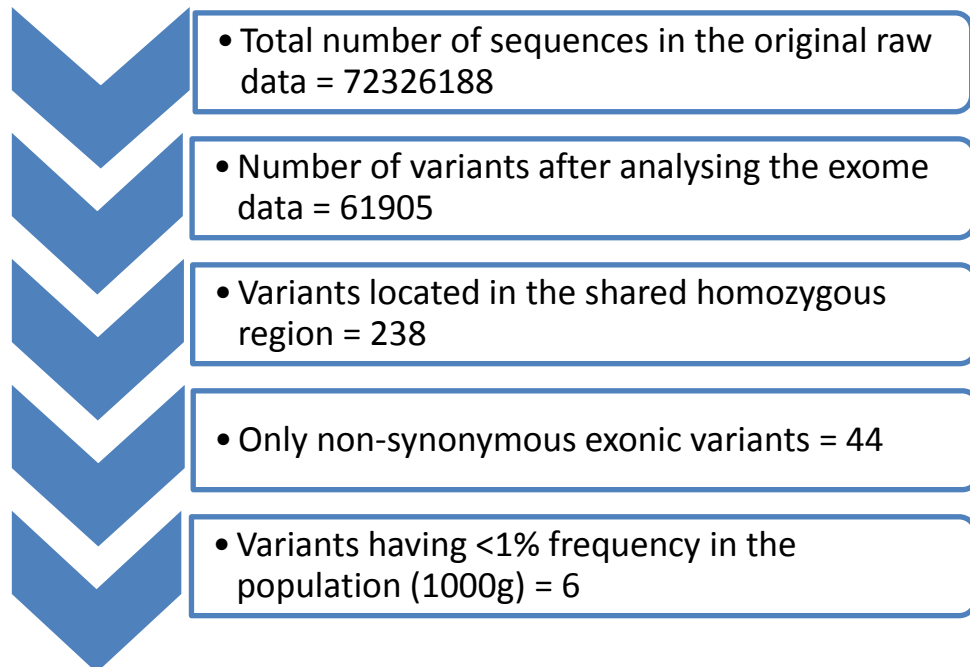 • Total number of sequences in the original raw
data = 72326188
• Number of variants after analysing the exome
data = 61905
• Variants located in the shared homozygous
region = 238
• Only non-synonymous exonic variants = 44
• Variants having <1% frequency in the
population (1000g) = 6